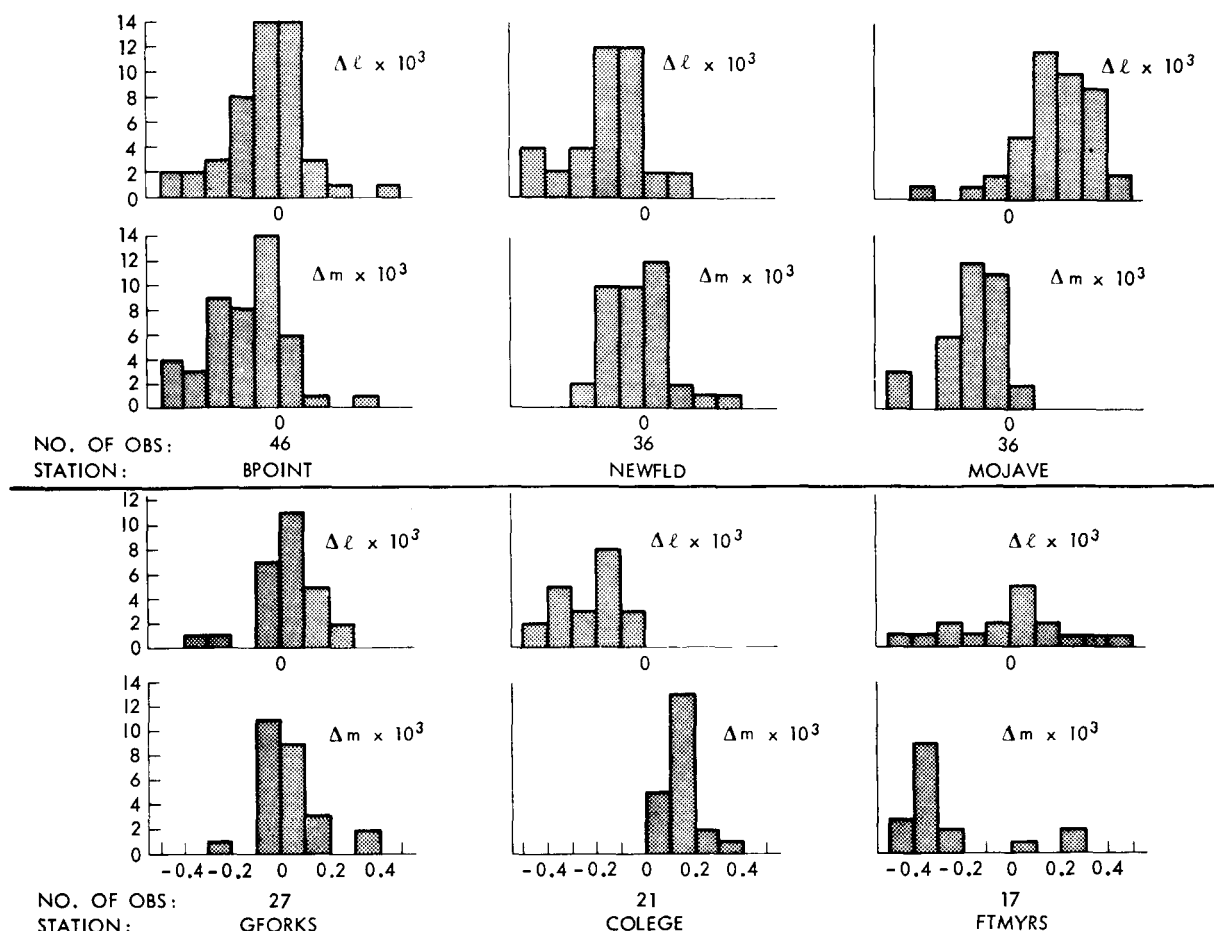 14
12
10
8
6
4
2
0
Δℓ × 10³
0
Δℓ × 10³
0
Δℓ × 10³
0
14
12
10
8
6
4
2
0
Δm × 10³
0
Δm × 10³
0
Δm × 10³
0
NO. OF OBS: 46 36 36
STATION: BPOINT NEWFLD MOJAVE
12
10
8
6
4
2
0
Δℓ × 10³
0
Δℓ × 10³
0
Δℓ × 10³
0
14
12
10
8
6
4
2
0
Δm × 10³
Δm × 10³
Δm × 10³
-0.4 -0.2 0 0.2 0.4
-0.4 -0.2 0 0.2 0.4
-0.4 -0.2 0 0.2 0.4
NO. OF OBS: 27 21 17
STATION: GFORKS COLEGE FTMYRS